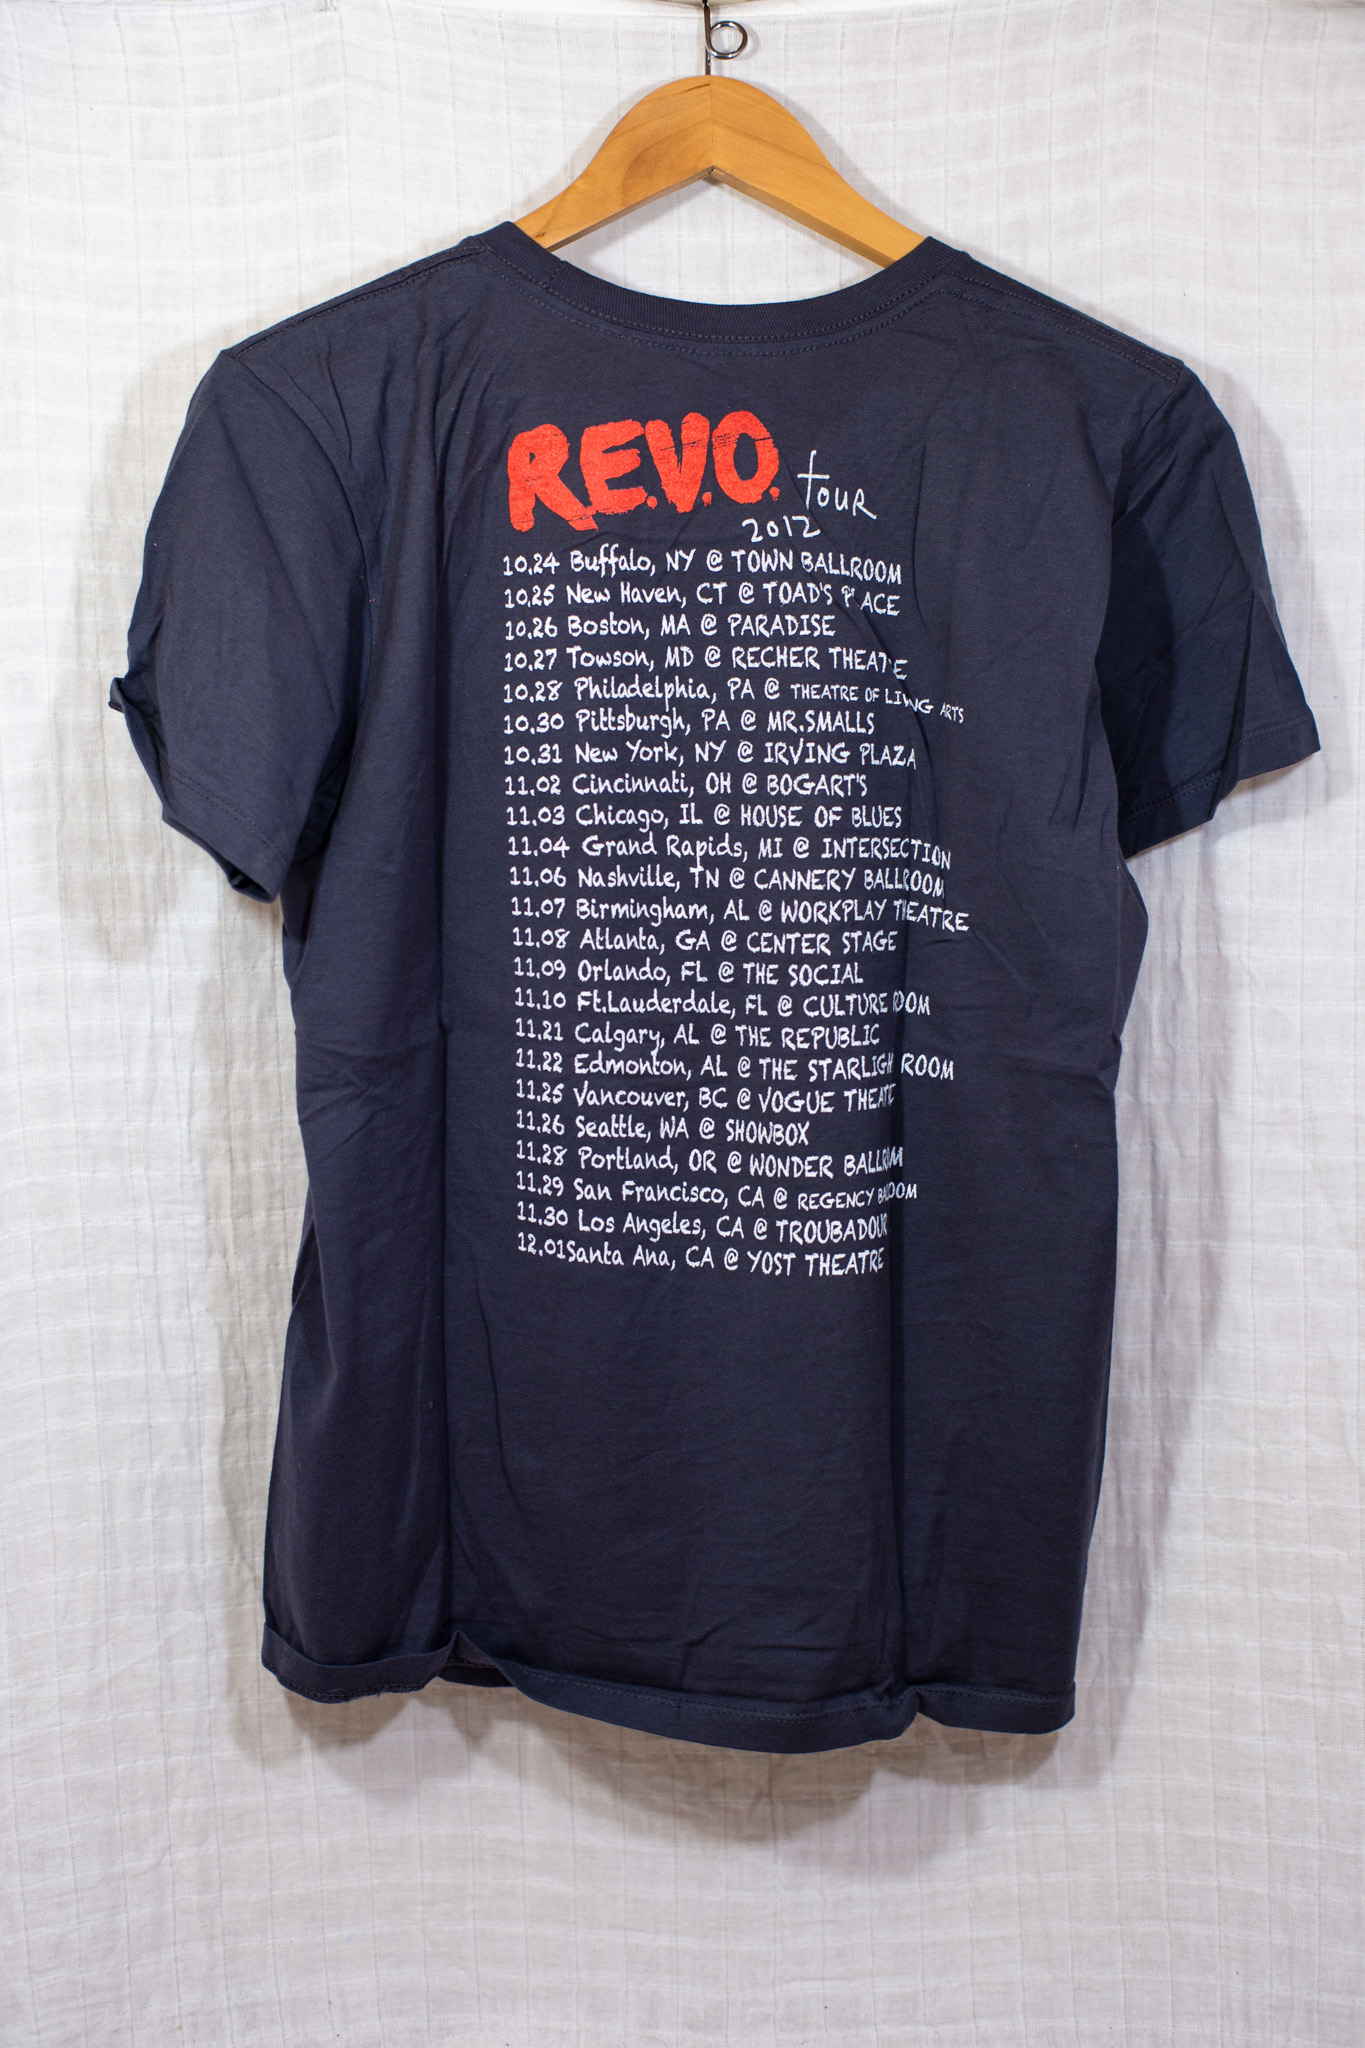 R.E.V.O. tour
2012
10.24 Buffalo, NY @ TOWN BALLROOM
10.25 New Haven, CT @ TOAD'S PLACE
10.26 Boston, MA @ PARADISE
10.27 Towson, MD @ RECHER THEATRE
10.28 Philadelphia, PA @ THEATRE OF LIVING ARTS
10.30 Pittsburgh, PA @ MR.SMALLS
10.31 New York, NY @ IRVING PLAZA
11.02 Cincinnati, OH @ BOGART'S
11.03 Chicago, IL @ HOUSE OF BLUES
11.04 Grand Rapids, MI @ INTERSECTION
11.06 Nashville, TN @ CANNERY BALLROOM
11.07 Birmingham, AL @ WORKPLAY THEATRE
11.08 Atlanta, GA @ CENTER STAGE
11.09 Orlando, FL @ THE SOCIAL
11.10 Ft.Lauderdale, FL @ CULTURE ROOM
11.21 Calgary, AL @ THE REPUBLIC
11.22 Edmonton, AL @ THE STARLIGHT ROOM
11.25 Vancouver, BC @ VOGUE THEATRE
11.26 Seattle, WA @ SHOWBOX
11.28 Portland, OR @ WONDER BALLROOM
11.29 San Francisco, CA @ REGENCY BALLROOM
11.30 Los Angeles, CA @ TROUBADOUR
12.01 Santa Ana, CA @ YOST THEATRE